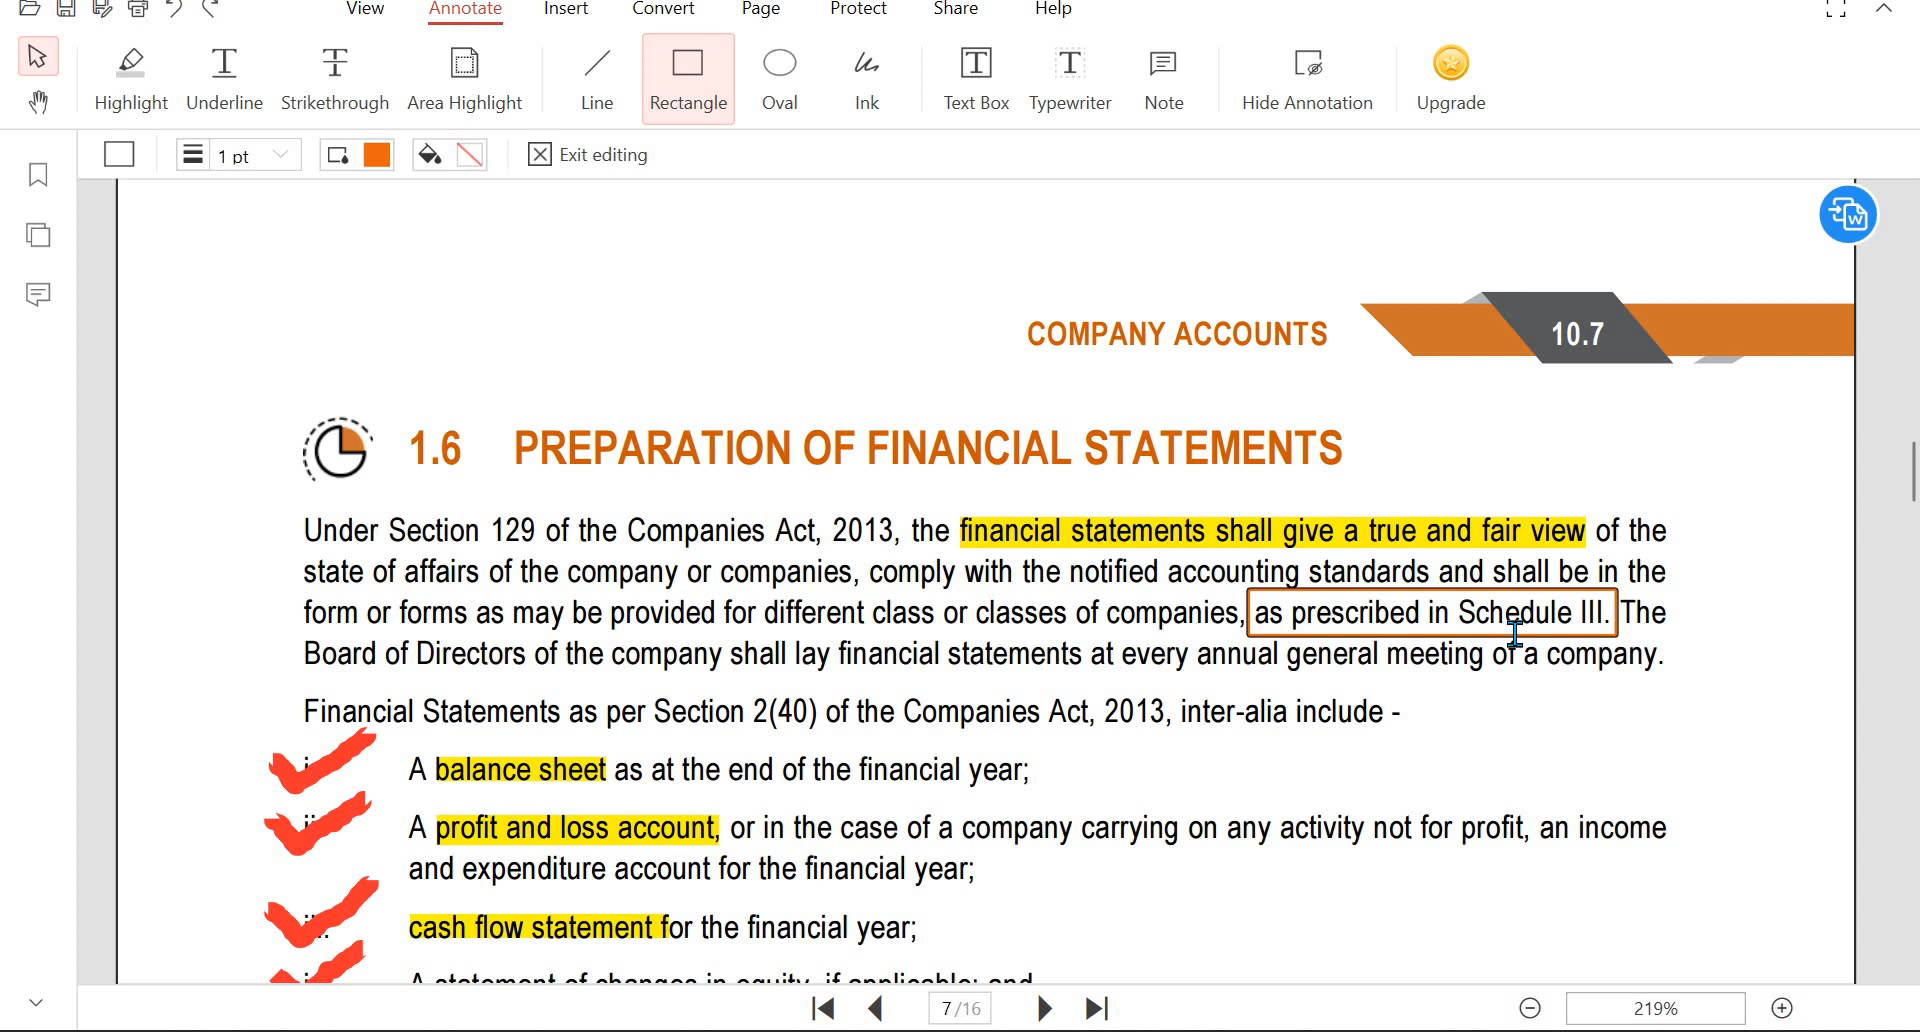 View Annotate Insert Convert Page Protect Share Help
Highlight Underline Strikethrough Area Highlight Line Rectangle Oval Ink Text Box Typewriter Note Hide Annotation Upgrade
1 pt Exit editing
COMPANY ACCOUNTS 10.7
1.6 PREPARATION OF FINANCIAL STATEMENTS
Under Section 129 of the Companies Act, 2013, the financial statements shall give a true and fair view of the
state of affairs of the company or companies, comply with the notified accounting standards and shall be in the
form or forms as may be provided for different class or classes of companies, as prescribed in Schedule III. The
Board of Directors of the company shall lay financial statements at every annual general meeting of a company.
Financial Statements as per Section 2(40) of the Companies Act, 2013, inter-alia include -
A balance sheet as at the end of the financial year;
A profit and loss account, or in the case of a company carrying on any activity not for profit, an income
and expenditure account for the financial year;
cash flow statement for the financial year;
A statement of changes in equity, if applicable; and
7 /16 219%